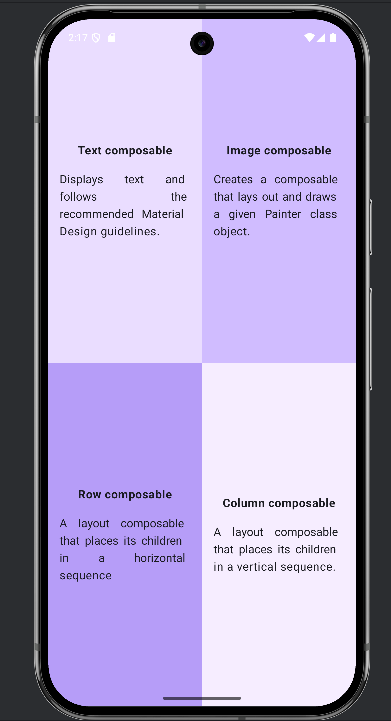 2:17
Text composable
Displays text and
follows the
recommended Material
Design guidelines.
Image composable
Creates a composable
that lays out and draws
a given Painter class
object.
Row composable
A layout composable
that places its children
in a horizontal
sequence
Column composable
A layout composable
that places its children
in a vertical sequence.